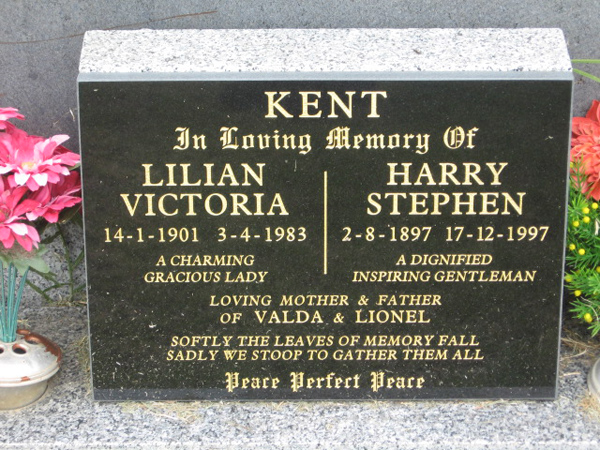 KENT
In Loving Memory Of
LILIAN
VICTORIA
14-1-1901 3-4-1983
A CHARMING
GRACIOUS LADY
HARRY
STEPHEN
2-8-1897 17-12-1997
A DIGNIFIED
INSPIRING GENTLEMAN
LOVING MOTHER & FATHER
OF VALDA & LIONEL
SOFTLY THE LEAVES OF MEMORY FALL
SADLY WE STOOP TO GATHER THEM ALL
Peace Perfect Peace